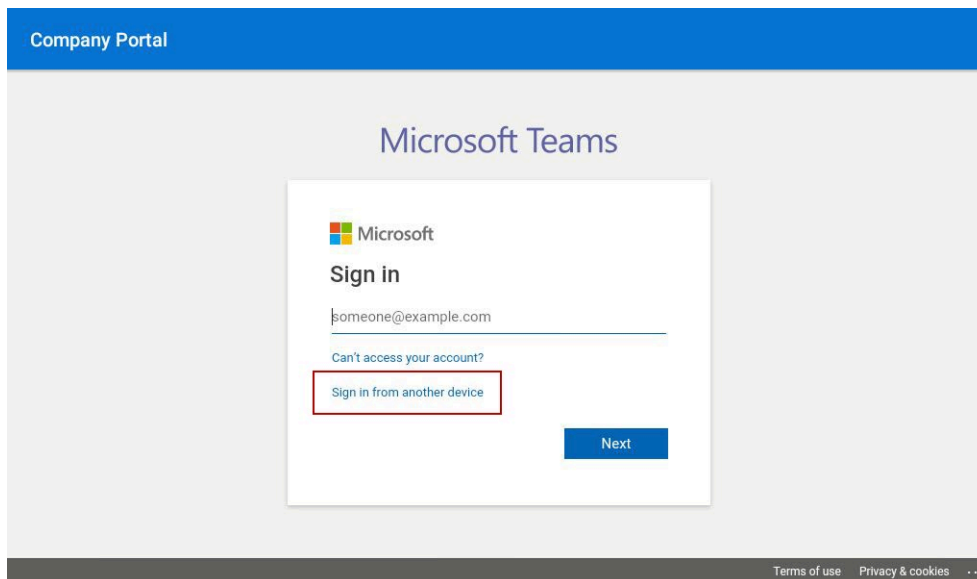 Company Portal
Microsoft Teams
Microsoft
Sign in
someone@example.com
Can't access your account?
Sign in from another device
Next
Terms of use Privacy & cookies ...